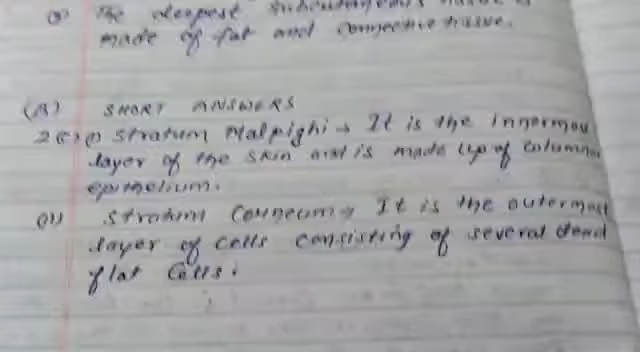 The deepest subcutaneous
made of fat and connective tissue.
(B) SHORT ANSWERS
2(c) (i) Stratum Malpighi → It is the innermost
layer of the skin and is made up of columnar
epithelium.
(ii) Stratum Corneum → It is the outermost
layer of cells consisting of several dead
flat cells.